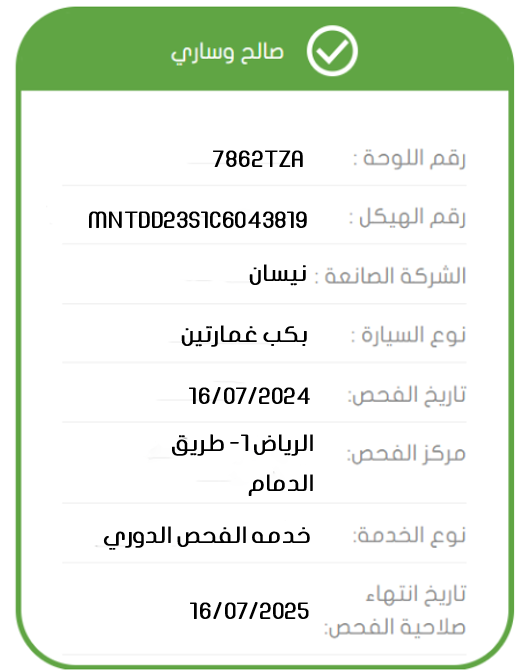 صالح وساري
رقم اللوحة : 7862TZA
رقم الهيكل : MNTDD23S1C6043819
الشركة الصانعة : نيسان
نوع السيارة : بكب غمارتين
تاريخ الفحص: 16/07/2024
مركز الفحص: الرياض1- طريق
الدمام
نوع الخدمة: خدمه الفحص الدوري
تاريخ انتهاء
صلاحية الفحص: 16/07/2025